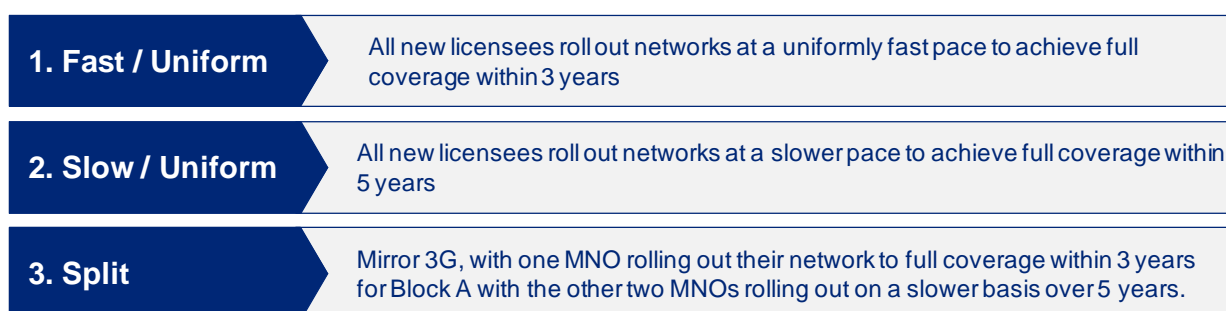 1. Fast / Uniform
All new licensees roll out networks at a uniformly fast pace to achieve full
coverage within 3 years
2. Slow / Uniform
All new licensees roll out networks at a slower pace to achieve full coverage within
5 years
3. Split
Mirror 3G, with one MNO rolling out their network to full coverage within 3 years
for Block A with the other two MNOs rolling out on a slower basis over 5 years.